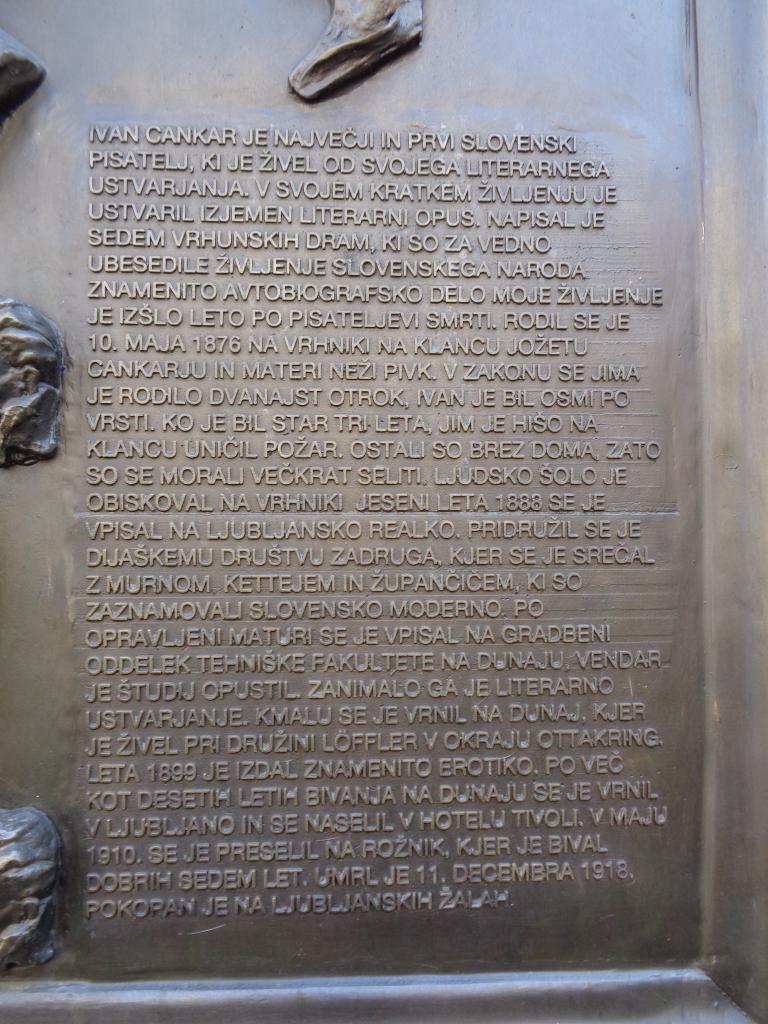 IVAN CANKAR JE NAJVEČJI IN PRVI SLOVENSKI
PISATELJ, KI JE ŽIVEL OD SVOJEGA LITERARNEGA
USTVARJANJA. V SVOJEM KRATKEM ŽIVLJENJU JE
USTVARIL IZJEMEN LITERARNI OPUS. NAPISAL JE
SEDEM VRHUNSKIH DRAM, KI SO ZA VEDNO
UBESEDILE ŽIVLJENJE SLOVENSKEGA NARODA
ZNAMENITO AVTOBIOGRAFSKO DELO MOJE ŽIVLJENJE
JE IZŠLO LETO PO PISATELJEVI SMRTI. RODIL SE JE
10. MAJA 1876 NA VRHNIKI NA KLANCU JOŽETU
CANKARJU IN MATERI NEŽI PIVK. V ZAKONU SE JIMA
JE RODILO DVANAJST OTROK, IVAN JE BIL OSMI PO
VRSTI. KO JE BIL STAR TRI LETA, JIM JE HIŠO NA
KLANCU UNIČIL POŽAR. OSTALI SO BREZ DOMA, ZATO
SO SE MORALI VEČKRAT SELITI. LJUDSKO ŠOLO JE
OBISKOVAL NA VRHNIKI JESENI LETA 1888 SE JE
VPISAL NA LJUBLJANSKO REALKO. PRIDRUŽIL SE JE
DIJAŠKEMU DRUŠTVU ZADRUGA, KJER SE JE SREČAL
Z MURNOM, KETTEJEM IN ŽUPANČIČEM, KI SO
ZAZNAMOVALI SLOVENSKO MODERNO. PO
OPRAVLJENI MATURI SE JE VPISAL NA GRADBENI
ODDELEK TEHNIŠKE FAKULTETE NA DUNAJU, VENDAR
JE ŠTUDIJ OPUSTIL. ZANIMALO GA JE LITERARNO
USTVARJANJE. KMALU SE JE VRNIL NA DUNAJ, KJER
JE ŽIVEL PRI DRUŽINI LÖFFLER V OKRAJU OTTAKRING.
LETA 1899 JE IZDAL ZNAMENITO EROTIKO. PO VEČ
KOT DESETIH LETIH BIVANJA NA DUNAJU SE JE VRNIL
V LJUBLJANO IN SE NASELIL V HOTELU TIVOLI. V MAJU
1910. SE JE PRESELIL NA ROŽNIK, KJER JE BIVAL
DOBRIH SEDEM LET. UMRL JE 11. DECEMBRA 1918.
POKOPAN JE NA LJUBLJANSKIH ŽALAH.